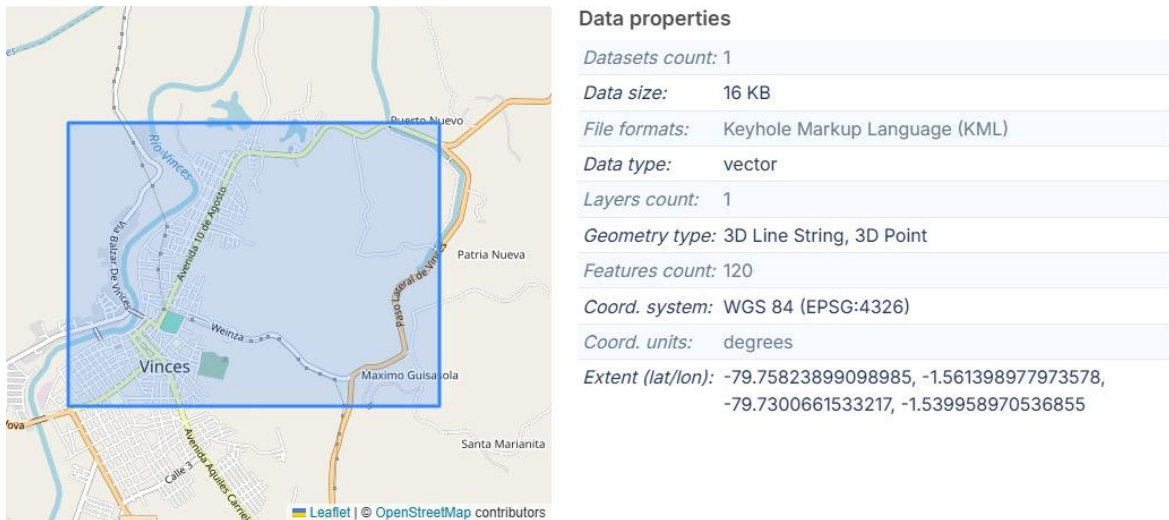 Puerto Nuevo
Río Vinces
Avenida 10 de Agosto
Vía Balzar De Vinces
Patria Nueva
Paso Lateral de Vinces
Weinza
Vinces
Maximo Guisasola
Santa Marianita
Calle 3
Avenida Aquiles Carriel
Leaflet | © OpenStreetMap contributors
Data properties
Datasets count: 1
Data size: 16 KB
File formats: Keyhole Markup Language (KML)
Data type: vector
Layers count: 1
Geometry type: 3D Line String, 3D Point
Features count: 120
Coord. system: WGS 84 (EPSG:4326)
Coord. units: degrees
Extent (lat/lon): -79.75823899098985, -1.561398977973578,
-79.7300661533217, -1.539958970536855